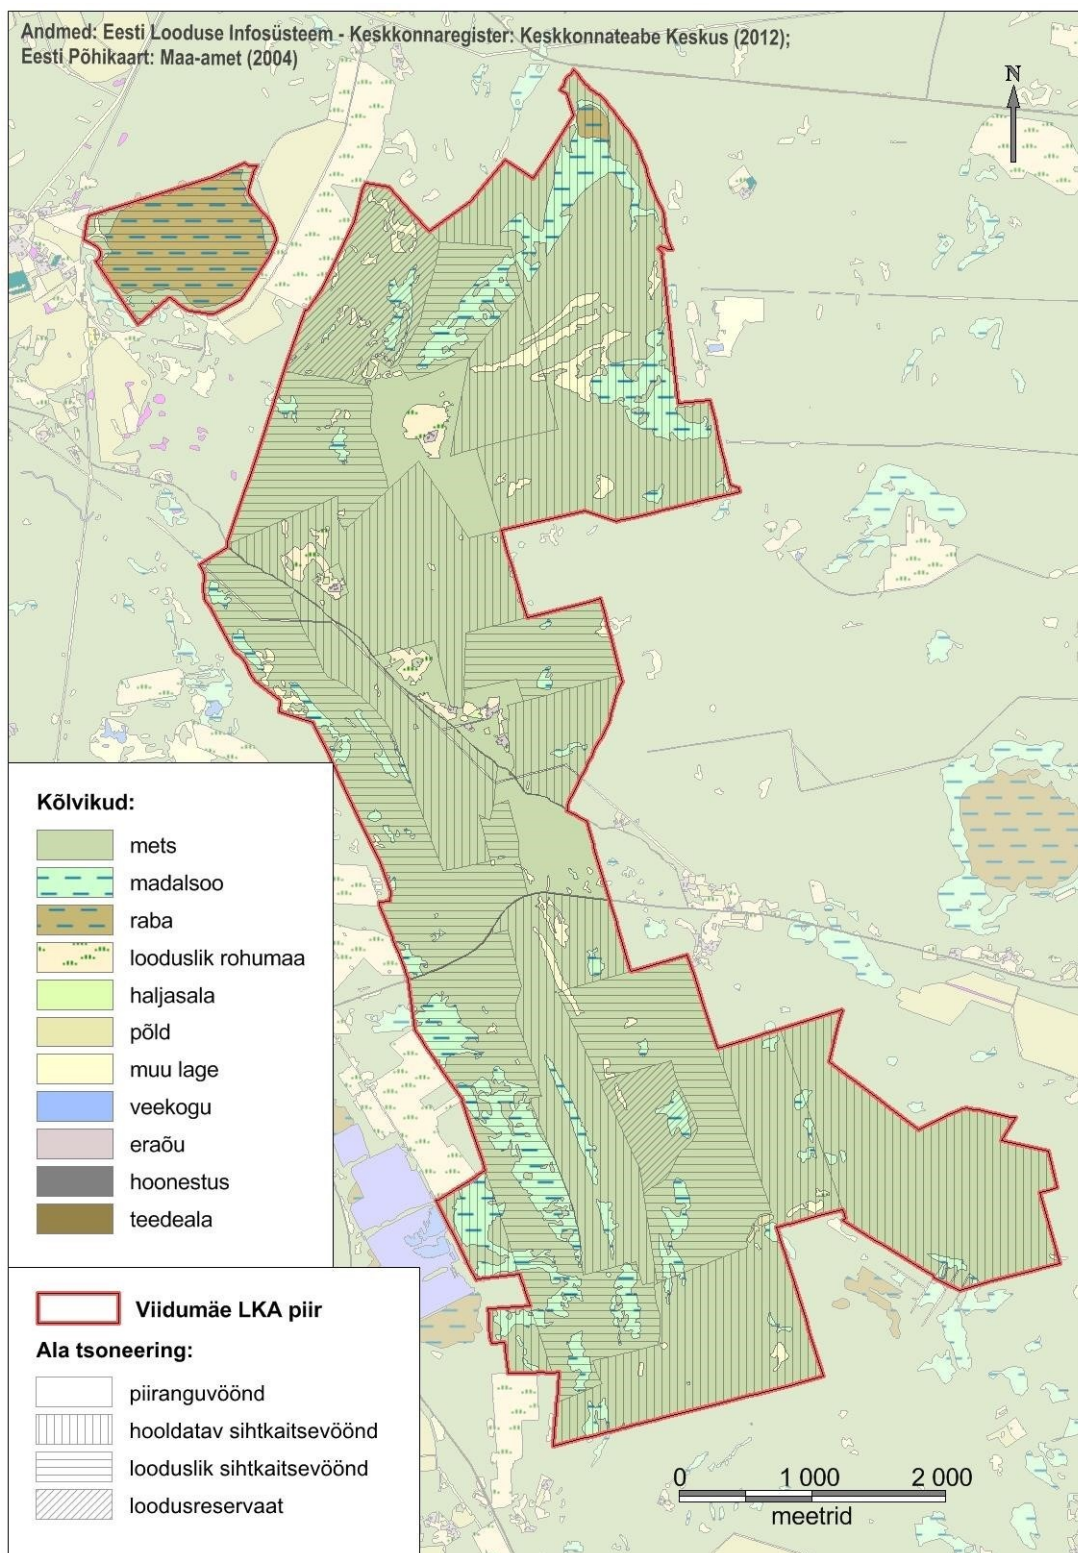 Andmed: Eesti Looduse Infosüsteem - Keskkonnaregister: Keskkonnateabe Keskus (2012);
Eesti Põhikaart: Maa-amet (2004)
N
Kõlvikud:
mets
madalsoo
raba
looduslik rohumaa
haljasala
põld
muu lage
veekogu
eraõu
hoonestus
teedeala
Viidumäe LKA piir
Ala tsoneering:
piiranguvöönd
hooldatav sihtkaitsevöönd
looduslik sihtkaitsevöönd
loodusreservaat
0 1 000 2 000
meetrid